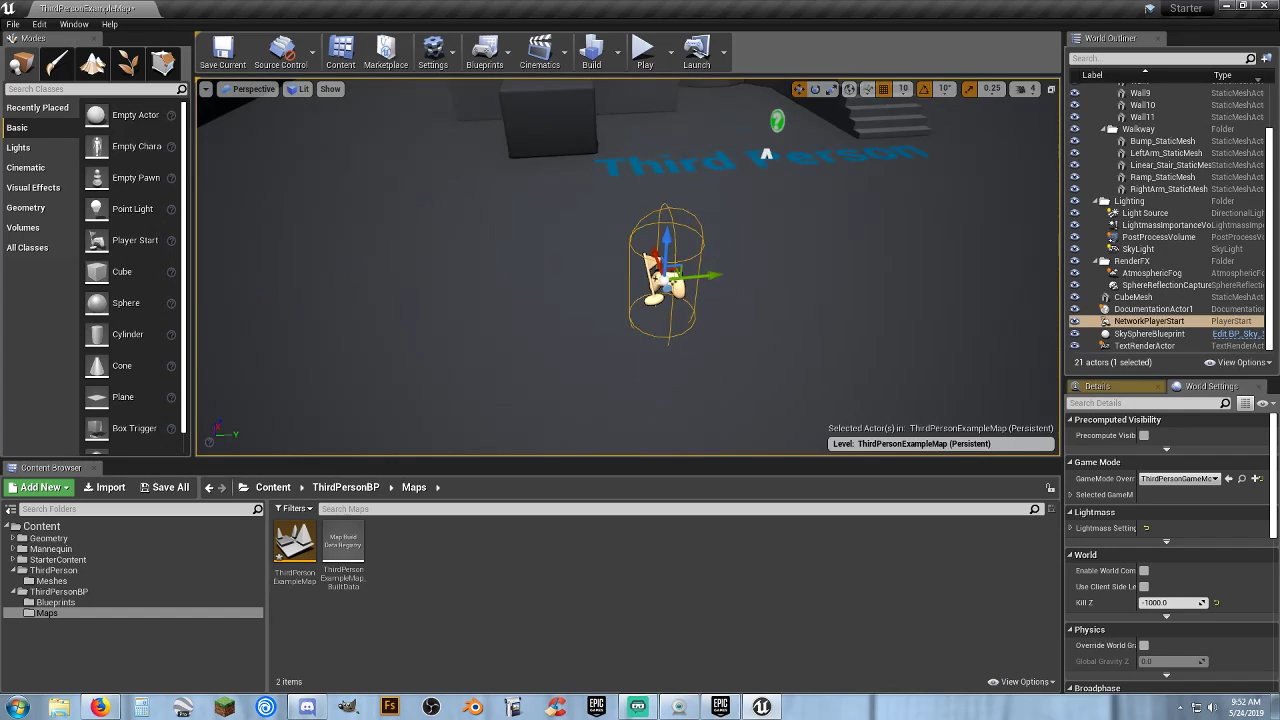 ThirdPersonExampleMap*
Starter
File Edit Window Help
Modes
World Outliner
Search Classes
Save Current
Source Control
Content
Marketplace
Settings
Blueprints
Cinematics
Build
Play
Launch
Search...
Label Type
Recently Placed
Basic
Lights
Cinematic
Visual Effects
Geometry
Volumes
All Classes
Empty Actor
Empty Chara
Empty Pawn
Point Light
Player Start
Cube
Sphere
Cylinder
Cone
Plane
Box Trigger
Perspective Lit Show
10 10° 0.25 4
Third Person
Y
Selected Actor(s) in: ThirdPersonExampleMap (Persistent)
Level: ThirdPersonExampleMap (Persistent)
Wall9 StaticMeshAct
Wall10 StaticMeshAct
Wall11 StaticMeshAct
Walkway Folder
Bump_StaticMesh StaticMeshAct
LeftArm_StaticMesh StaticMeshAct
Linear_Stair_StaticMesh StaticMeshAct
Ramp_StaticMesh StaticMeshAct
RightArm_StaticMesh StaticMeshAct
Lighting Folder
Light Source DirectionalLigh
LightmassImportanceVo LightmassImpo
PostProcessVolume PostProcessVo
SkyLight SkyLight
RenderFX Folder
AtmosphericFog AtmosphericFog
SphereReflectionCapture SphereReflecti
CubeMesh StaticMeshAct
DocumentationActor1 Documentation
NetworkPlayerStart PlayerStart
SkySphereBlueprint Edit BP_Sky_S
TextRenderActor TextRenderActo
21 actors (1 selected) View Options
Details World Settings
Search Details
Precomputed Visibility
Precompute Visib
Game Mode
GameMode Overr ThirdPersonGameMo
Selected GameM
Lightmass
Lightmass Setting
World
Enable World Com
Use Client Side Le
Kill Z -1000.0
Physics
Override World Gr
Global Gravity Z 0.0
Broadphase
Content Browser
Add New Import Save All Content ThirdPersonBP Maps
Search Folders
Filters Search Maps
Content
Geometry
Mannequin
StarterContent
ThirdPerson
Meshes
ThirdPersonBP
Blueprints
Maps
Map Build
Data Registry
ThirdPerson
ExampleMap
ThirdPerson
ExampleMap_
BuiltData
2 items View Options
Pro
Fs
EPIC
GAMES
EPIC
GAMES
9:52 AM
5/24/2019